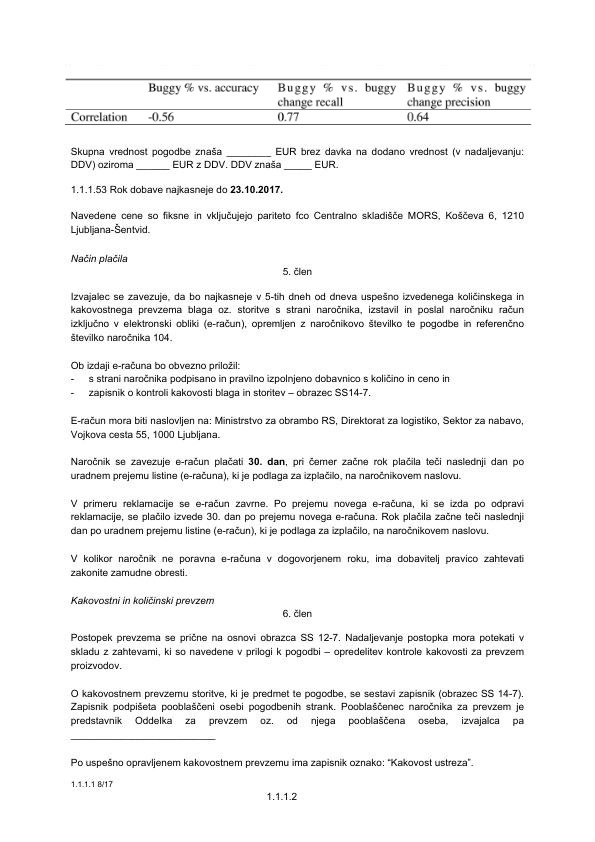 Buggy % vs. accuracy Buggy % vs. buggy Buggy % vs. buggy
change recall change precision
Correlation -0.56 0.77 0.64
Skupna vrednost pogodbe znaša ________ EUR brez davka na dodano vrednost (v nadaljevanju:
DDV) oziroma ______ EUR z DDV. DDV znaša _____ EUR.
1.1.1.53 Rok dobave najkasneje do 23.10.2017.
Navedene cene so fiksne in vključujejo pariteto fco Centralno skladišče MORS, Koščeva 6, 1210
Ljubljana-Šentvid.
Način plačila
5. člen
Izvajalec se zavezuje, da bo najkasneje v 5-tih dneh od dneva uspešno izvedenega količinskega in
kakovostnega prevzema blaga oz. storitve s strani naročnika, izstavil in poslal naročniku račun
izključno v elektronski obliki (e-račun), opremljen z naročnikovo številko te pogodbe in referenčno
številko naročnika 104.
Ob izdaji e-računa bo obvezno priložil:
- s strani naročnika podpisano in pravilno izpolnjeno dobavnico s količino in ceno in
- zapisnik o kontroli kakovosti blaga in storitev – obrazec SS14-7.
E-račun mora biti naslovljen na: Ministrstvo za obrambo RS, Direktorat za logistiko, Sektor za nabavo,
Vojkova cesta 55, 1000 Ljubljana.
Naročnik se zavezuje e-račun plačati 30. dan, pri čemer začne rok plačila teči naslednji dan po
uradnem prejemu listine (e-računa), ki je podlaga za izplačilo, na naročnikovem naslovu.
V primeru reklamacije se e-račun zavrne. Po prejemu novega e-računa, ki se izda po odpravi
reklamacije, se plačilo izvede 30. dan po prejemu novega e-računa. Rok plačila začne teči naslednji
dan po uradnem prejemu listine (e-račun), ki je podlaga za izplačilo, na naročnikovem naslovu.
V kolikor naročnik ne poravna e-računa v dogovorjenem roku, ima dobavitelj pravico zahtevati
zakonite zamudne obresti.
Kakovostni in količinski prevzem
6. člen
Postopek prevzema se prične na osnovi obrazca SS 12-7. Nadaljevanje postopka mora potekati v
skladu z zahtevami, ki so navedene v prilogi k pogodbi – opredelitev kontrole kakovosti za prevzem
proizvodov.
O kakovostnem prevzemu storitve, ki je predmet te pogodbe, se sestavi zapisnik (obrazec SS 14-7).
Zapisnik podpišeta pooblaščeni osebi pogodbenih strank. Pooblaščenec naročnika za prevzem je
predstavnik Oddelka za prevzem oz. od njega pooblaščena oseba, izvajalca pa
__________________________
Po uspešno opravljenem kakovostnem prevzemu ima zapisnik oznako: “Kakovost ustreza”.
1.1.1.1 8/17
1.1.1.2